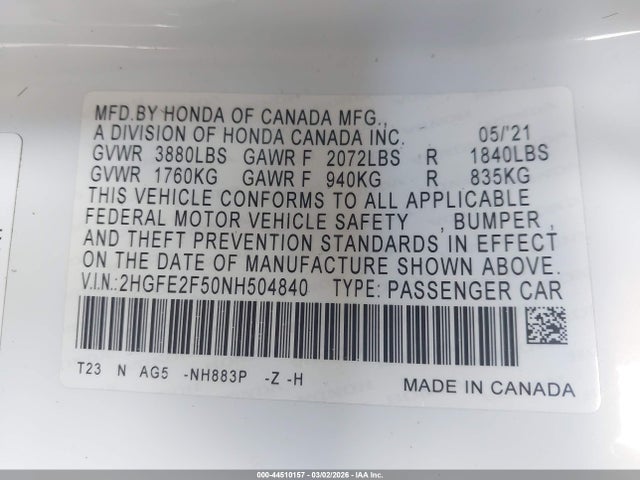 MFD.BY HONDA OF CANADA MFG.,
A DIVISION OF HONDA CANADA INC. 05/'21
GVWR 3880LBS GAWR F 2072LBS R 1840LBS
GVWR 1760KG GAWR F 940KG R 835KG
THIS VEHICLE CONFORMS TO ALL APPLICABLE
FEDERAL MOTOR VEHICLE SAFETY , BUMPER ,
AND THEFT PREVENTION STANDARDS IN EFFECT
ON THE DATE OF MANUFACTURE SHOWN ABOVE.
V.I.N.:2HGFE2F50NH504840 TYPE: PASSENGER CAR
T23 N AG5 -NH883P -Z -H
MADE IN CANADA
000-44510157 - 03/02/2026 - IAA Inc.